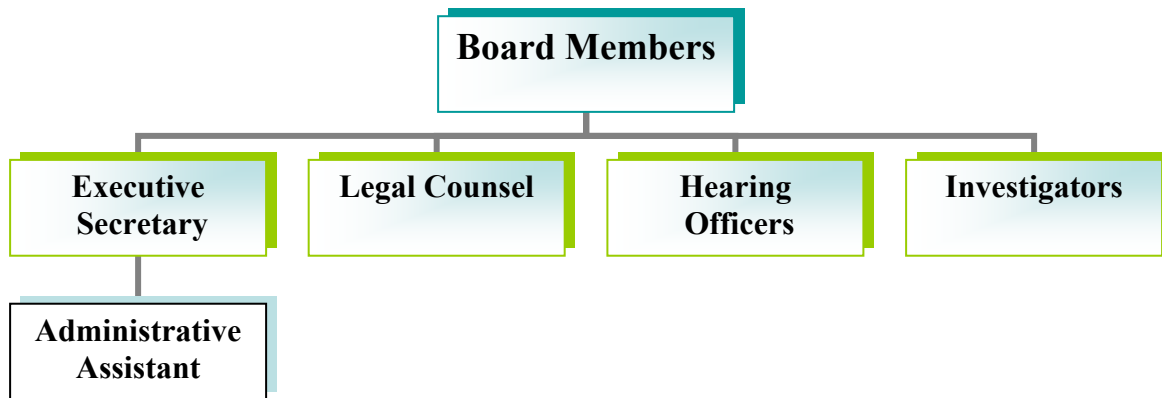 Board Members
Executive
Secretary
Legal Counsel
Hearing
Officers
Investigators
Administrative
Assistant